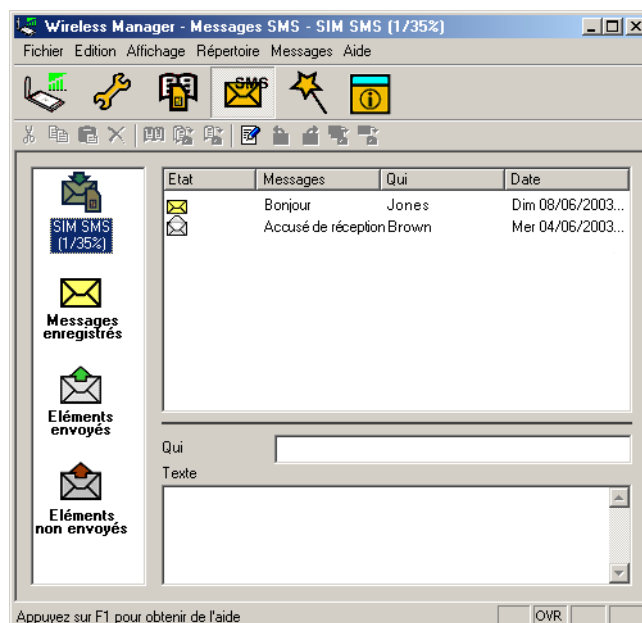 Wireless Manager - Messages SMS - SIM SMS (1/35%)
Fichier Edition Affichage Répertoire Messages Aide
SMS
Etat Messages Qui Date
Bonjour Jones Dim 08/06/2003...
Accusé de réception Brown Mer 04/06/2003...
SIM SMS
(1/35%)
Messages
enregistrés
Eléments
envoyés
Eléments
non envoyés
Qui
Texte
Appuyez sur F1 pour obtenir de l'aide OVR